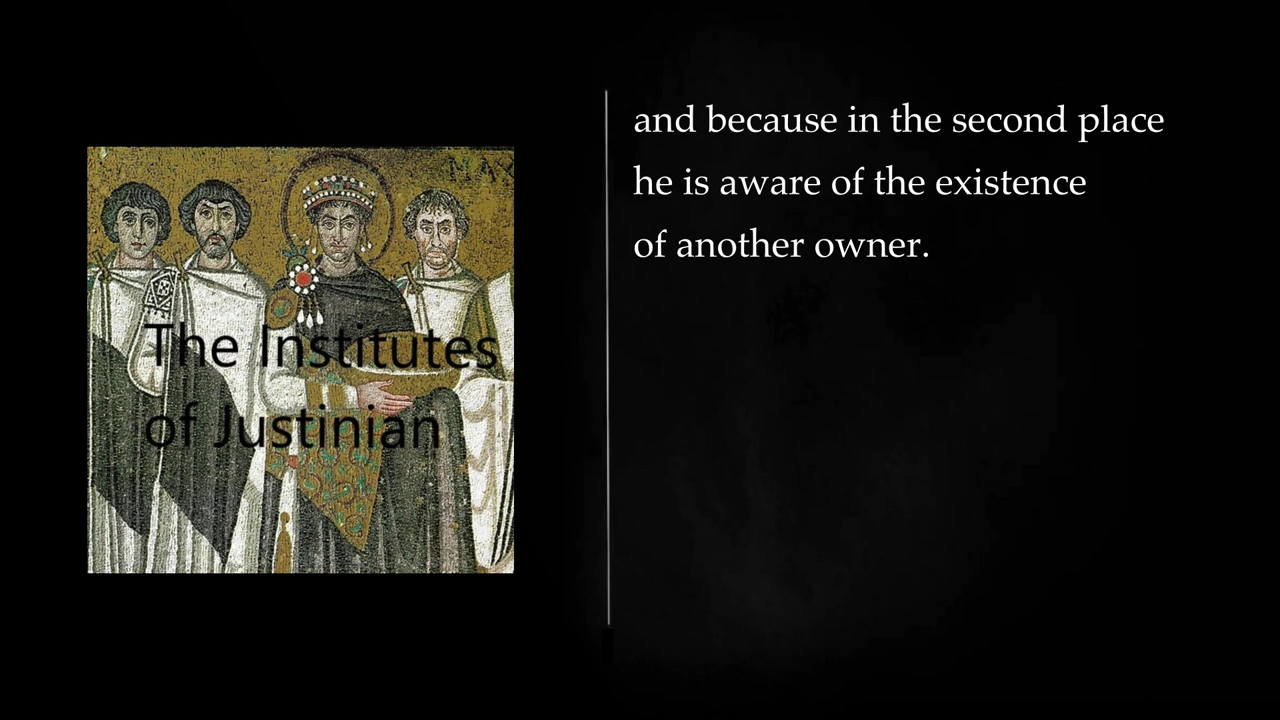 MAX
The Institutes
of Justinian
and because in the second place
he is aware of the existence
of another owner.